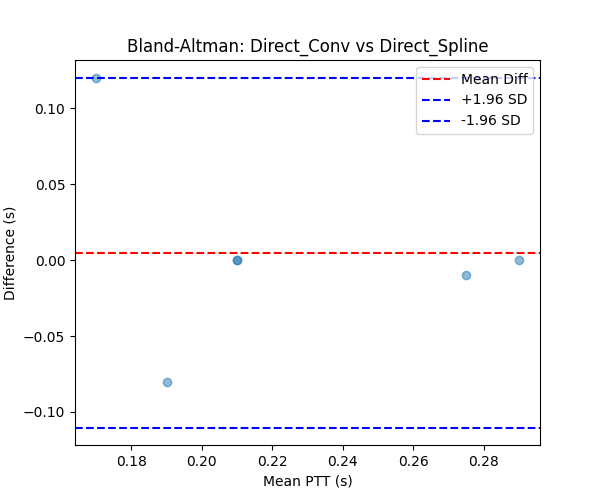 Bland-Altman: Direct_Conv vs Direct_Spline
Mean Diff
+1.96 SD
-1.96 SD
0.10
0.05
0.00
−0.05
−0.10
Difference (s)
0.18
0.20
0.22
0.24
0.26
0.28
Mean PTT (s)